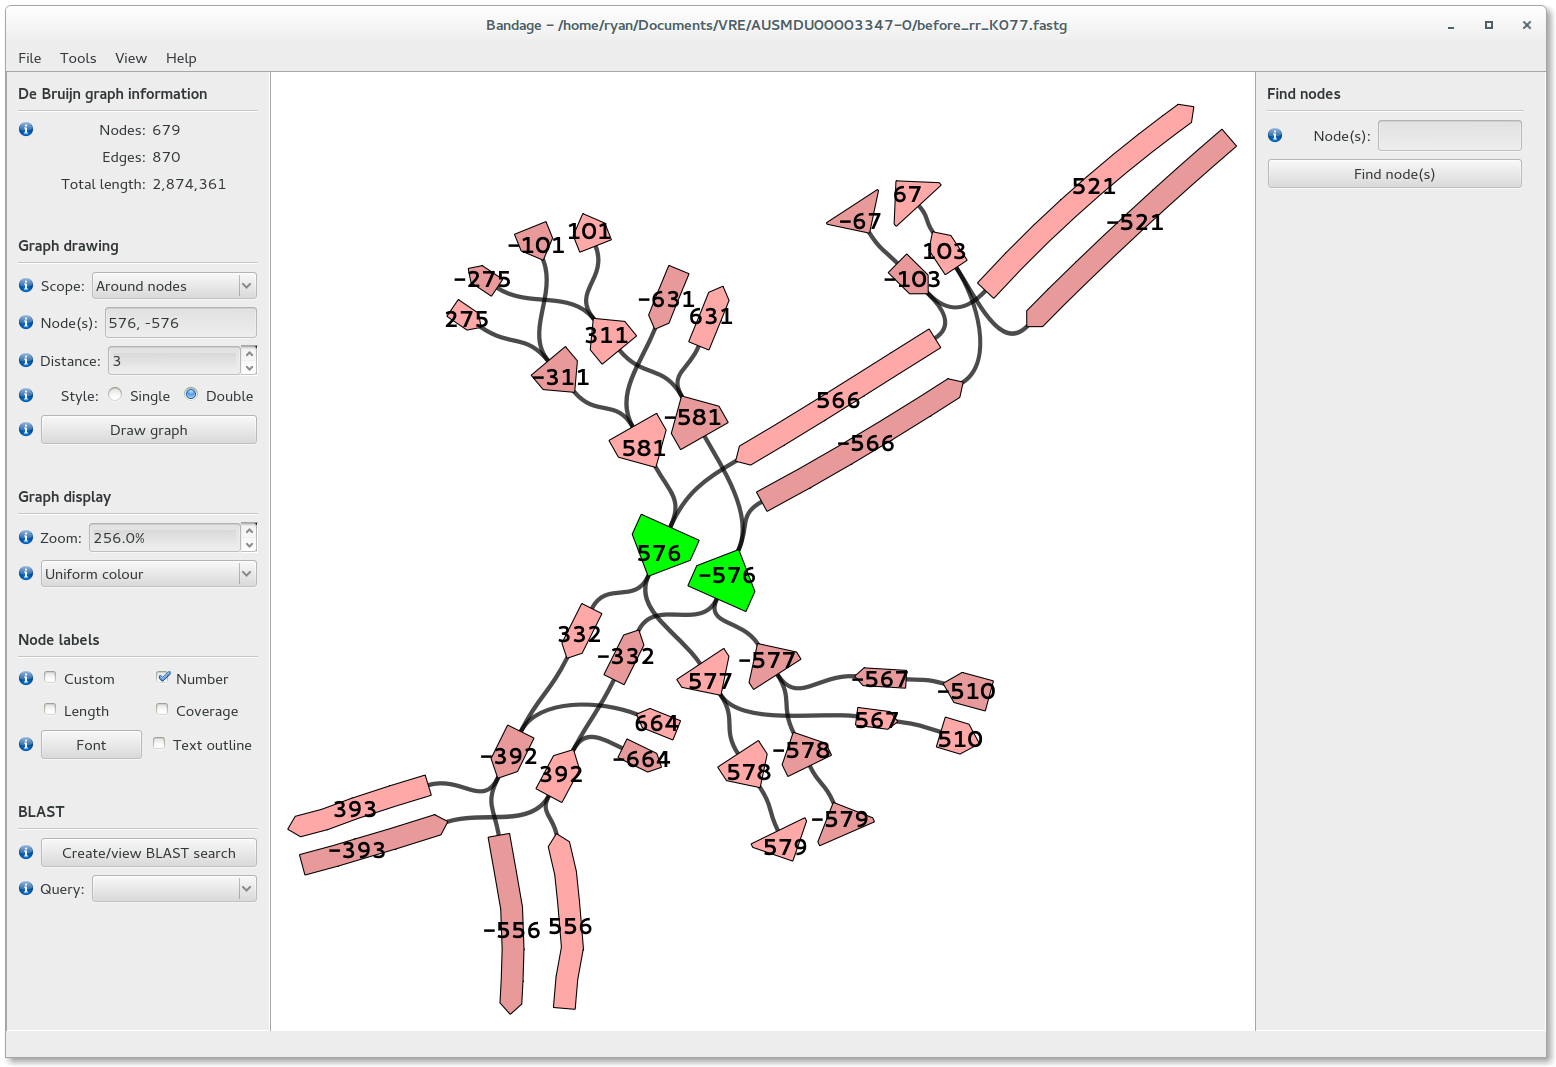 Bandage - /home/ryan/Documents/VRE/AUSMDU00003347-0/before_rr_K077.fastg
File Tools View Help
De Bruijn graph information
Nodes: 679
Edges: 870
Total length: 2,874,361
Graph drawing
Scope: Around nodes
Node(s): 576, -576
Distance: 3
Style: Single Double
Draw graph
Graph display
Zoom: 256.0%
Uniform colour
Node labels
Custom Number
Length Coverage
Font Text outline
BLAST
Create/view BLAST search
Query:
521
67
-67
-521
101
-101
103
-103
-275
275
-631
631
311
-311
566
-581
581
-566
576
-576
332
-332
-577
577
-567
-510
664
567
510
-392
-664
-578
578
392
393
-579
579
-393
-556
556
Find nodes
Node(s):
Find node(s)